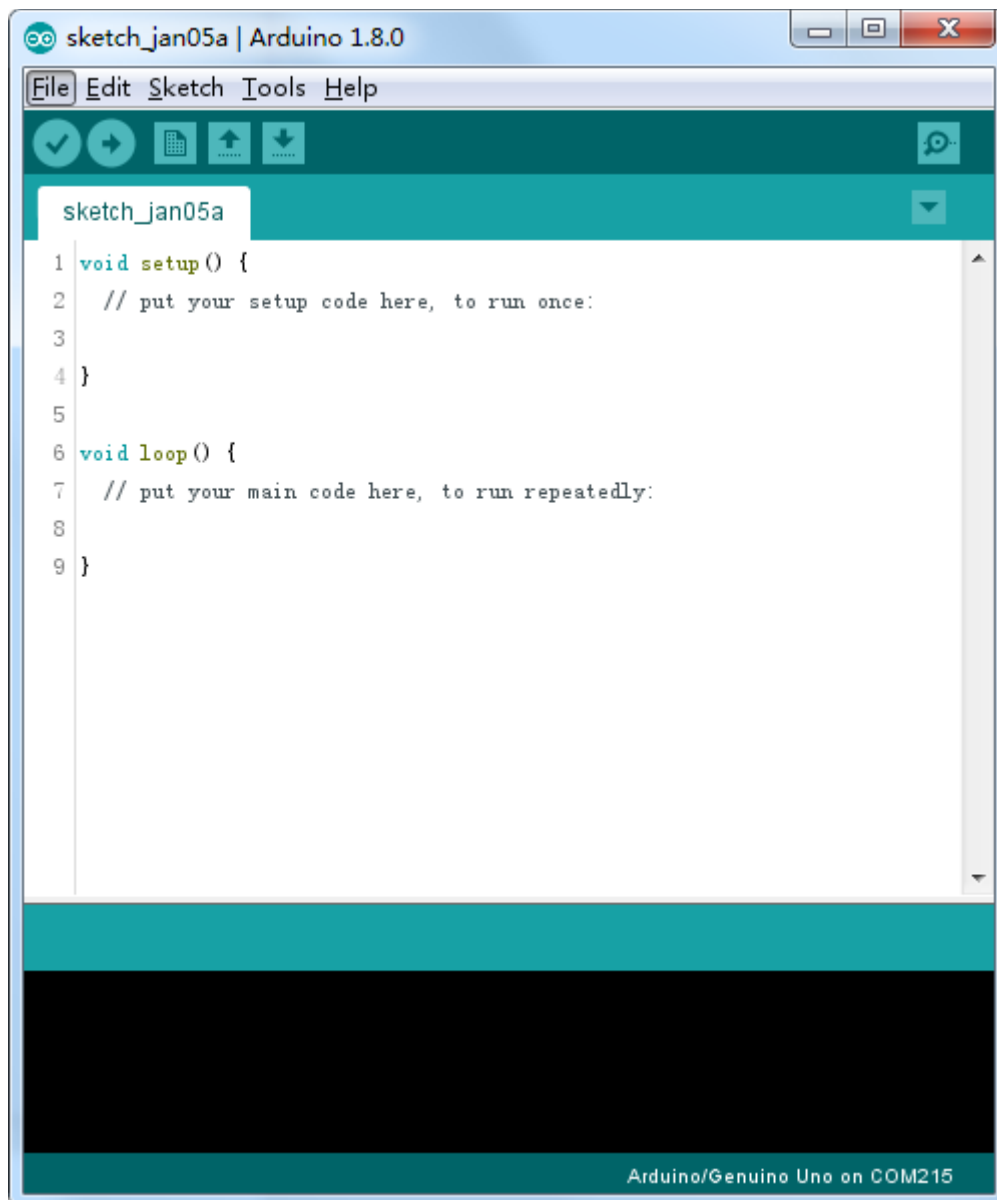 sketch_jan05a | Arduino 1.8.0
File Edit Sketch Tools Help
sketch_jan05a
1 void setup() {
2 // put your setup code here, to run once:
3
4 }
5
6 void loop() {
7 // put your main code here, to run repeatedly:
8
9 }
Arduino/Genuino Uno on COM215